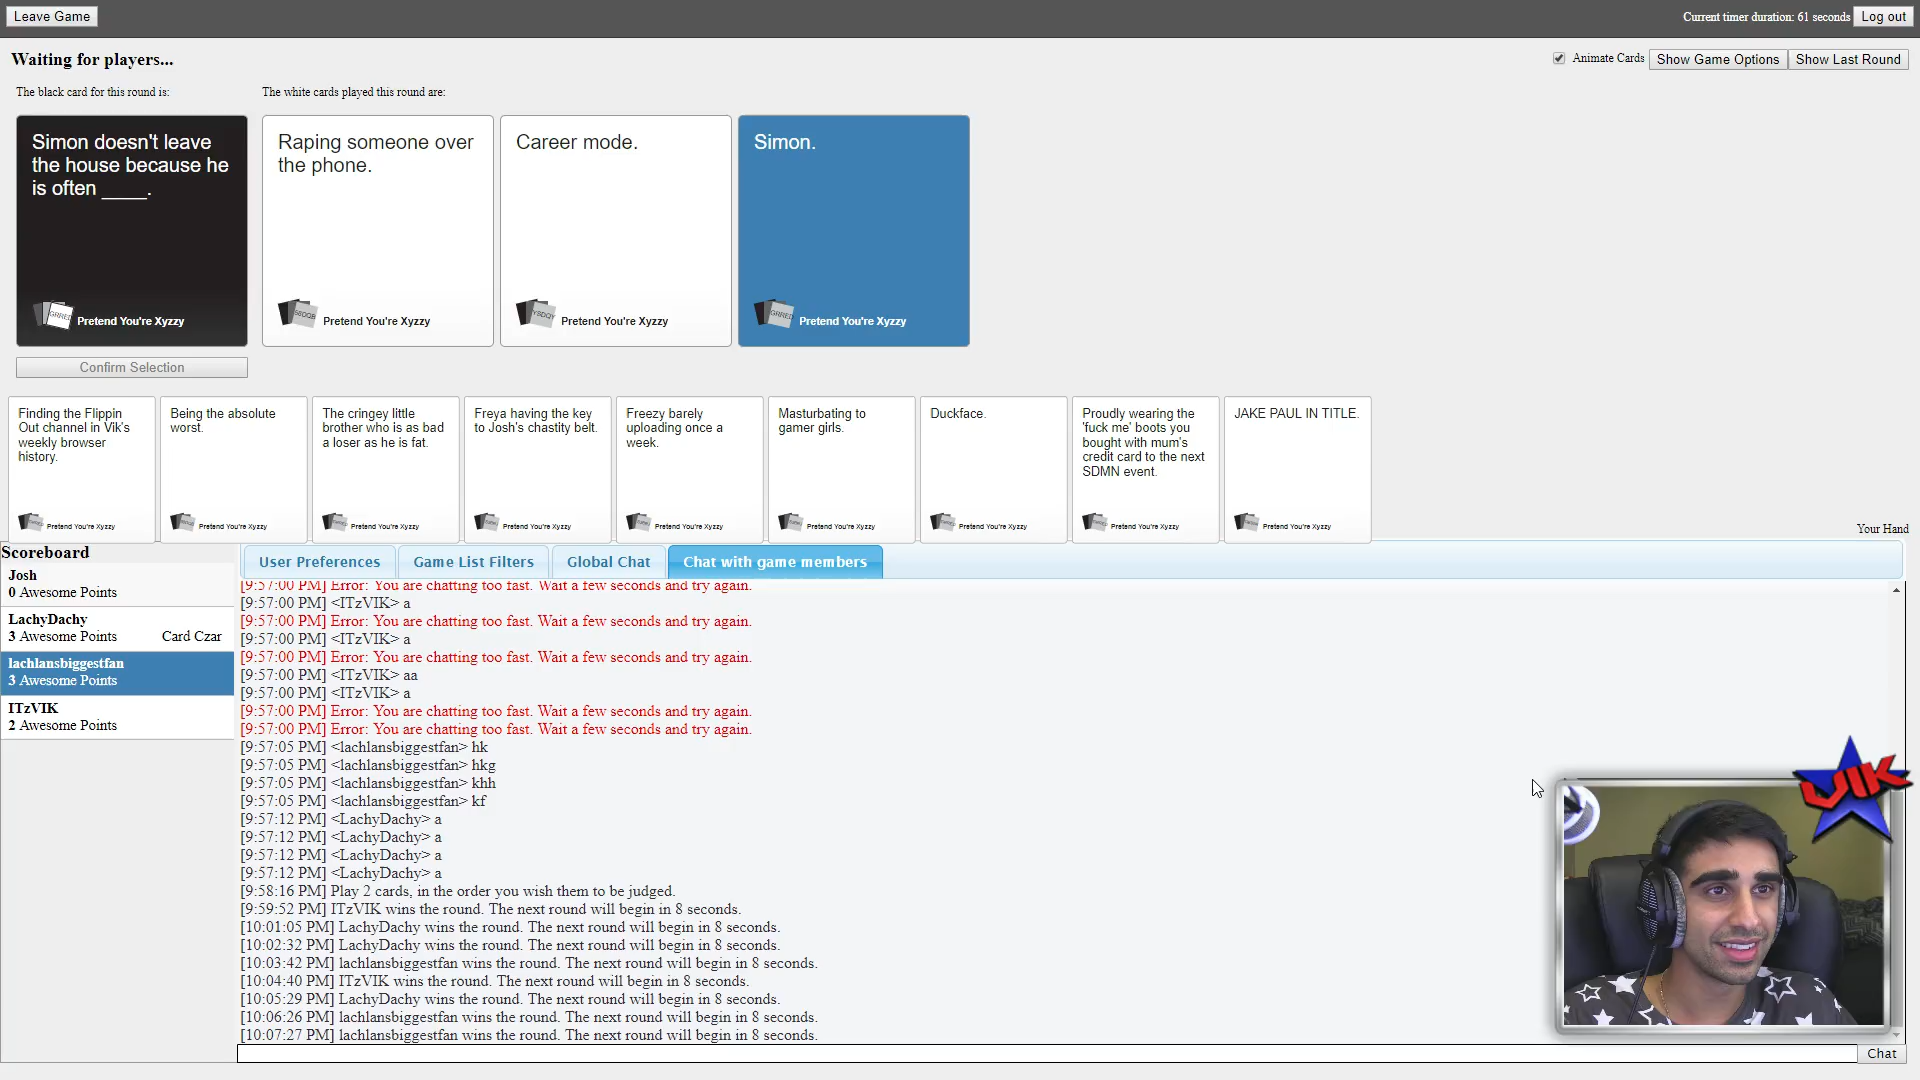 Leave Game
Current timer duration: 61 seconds
Log out
Waiting for players...
Animate Cards
Show Game Options
Show Last Round
The black card for this round is:
The white cards played this round are:
Simon doesn't leave
the house because he
is often ____.
Pretend You're Xyzzy
Raping someone over
the phone.
Pretend You're Xyzzy
Career mode.
Pretend You're Xyzzy
Simon.
Pretend You're Xyzzy
Confirm Selection
Finding the Flippin
Out channel in Vik's
weekly browser
history.
Pretend You're Xyzzy
Being the absolute
worst.
Pretend You're Xyzzy
The cringey little
brother who is as bad
a loser as he is fat.
Pretend You're Xyzzy
Freya having the key
to Josh's chastity belt.
Pretend You're Xyzzy
Freezy barely
uploading once a
week.
Pretend You're Xyzzy
Masturbating to
gamer girls.
Pretend You're Xyzzy
Duckface.
Pretend You're Xyzzy
Proudly wearing the
'fuck me' boots you
bought with mum's
credit card to the next
SDMN event.
Pretend You're Xyzzy
JAKE PAUL IN TITLE.
Pretend You're Xyzzy
Your Hand
Scoreboard
Josh
0 Awesome Points
LachyDachy
3 Awesome Points Card Czar
lachlansbiggestfan
3 Awesome Points
ITzVIK
2 Awesome Points
User Preferences
Game List Filters
Global Chat
Chat with game members
[9:57:00 PM] Error: You are chatting too fast. Wait a few seconds and try again.
[9:57:00 PM] <ITzVIK> a
[9:57:00 PM] Error: You are chatting too fast. Wait a few seconds and try again.
[9:57:00 PM] <ITzVIK> a
[9:57:00 PM] Error: You are chatting too fast. Wait a few seconds and try again.
[9:57:00 PM] <ITzVIK> aa
[9:57:00 PM] <ITzVIK> a
[9:57:00 PM] Error: You are chatting too fast. Wait a few seconds and try again.
[9:57:00 PM] Error: You are chatting too fast. Wait a few seconds and try again.
[9:57:05 PM] <lachlansbiggestfan> hk
[9:57:05 PM] <lachlansbiggestfan> hkg
[9:57:05 PM] <lachlansbiggestfan> khh
[9:57:05 PM] <lachlansbiggestfan> kf
[9:57:12 PM] <LachyDachy> a
[9:57:12 PM] <LachyDachy> a
[9:57:12 PM] <LachyDachy> a
[9:57:12 PM] <LachyDachy> a
[9:58:16 PM] Play 2 cards, in the order you wish them to be judged.
[9:59:52 PM] ITzVIK wins the round. The next round will begin in 8 seconds.
[10:01:05 PM] LachyDachy wins the round. The next round will begin in 8 seconds.
[10:02:32 PM] LachyDachy wins the round. The next round will begin in 8 seconds.
[10:03:42 PM] lachlansbiggestfan wins the round. The next round will begin in 8 seconds.
[10:04:40 PM] ITzVIK wins the round. The next round will begin in 8 seconds.
[10:05:29 PM] LachyDachy wins the round. The next round will begin in 8 seconds.
[10:06:26 PM] lachlansbiggestfan wins the round. The next round will begin in 8 seconds.
[10:07:27 PM] lachlansbiggestfan wins the round. The next round will begin in 8 seconds.
VIK
Chat